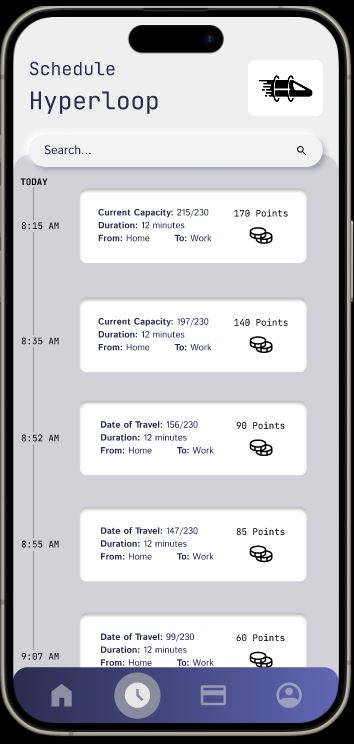 Schedule
Hyperloop
Search...
TODAY
8:15 AM
Current Capacity: 215/230
Duration: 12 minutes
From: Home To: Work
170 Points
8:35 AM
Current Capacity: 197/230
Duration: 12 minutes
From: Home To: Work
140 Points
8:52 AM
Date of Travel: 156/230
Duration: 12 minutes
From: Home To: Work
90 Points
8:55 AM
Date of Travel: 147/230
Duration: 12 minutes
From: Home To: Work
85 Points
9:07 AM
Date of Travel: 99/230
Duration: 12 minutes
From: Home To: Work
60 Points